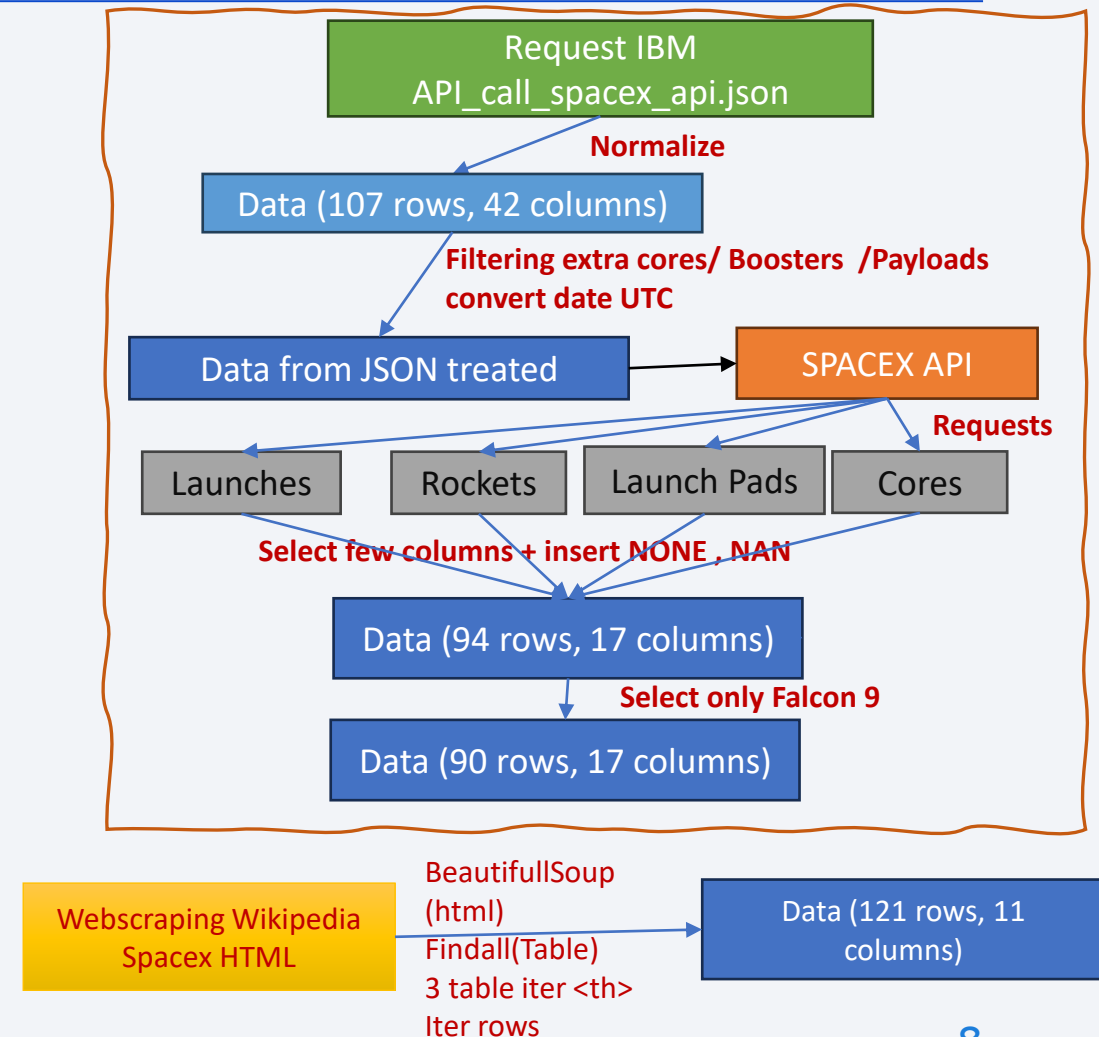 Request IBM
API_call_spacex_api.json
Normalize
Data (107 rows, 42 columns)
Filtering extra cores/ Boosters /Payloads
convert date UTC
Data from JSON treated
SPACEX API
Requests
Launches
Rockets
Launch Pads
Cores
Select few columns + insert NONE , NAN
Data (94 rows, 17 columns)
Select only Falcon 9
Data (90 rows, 17 columns)
Webscraping Wikipedia
Spacex HTML
BeautifullSoup
(html)
Findall(Table)
3 table iter <th>
Iter rows
Data (121 rows, 11
columns)